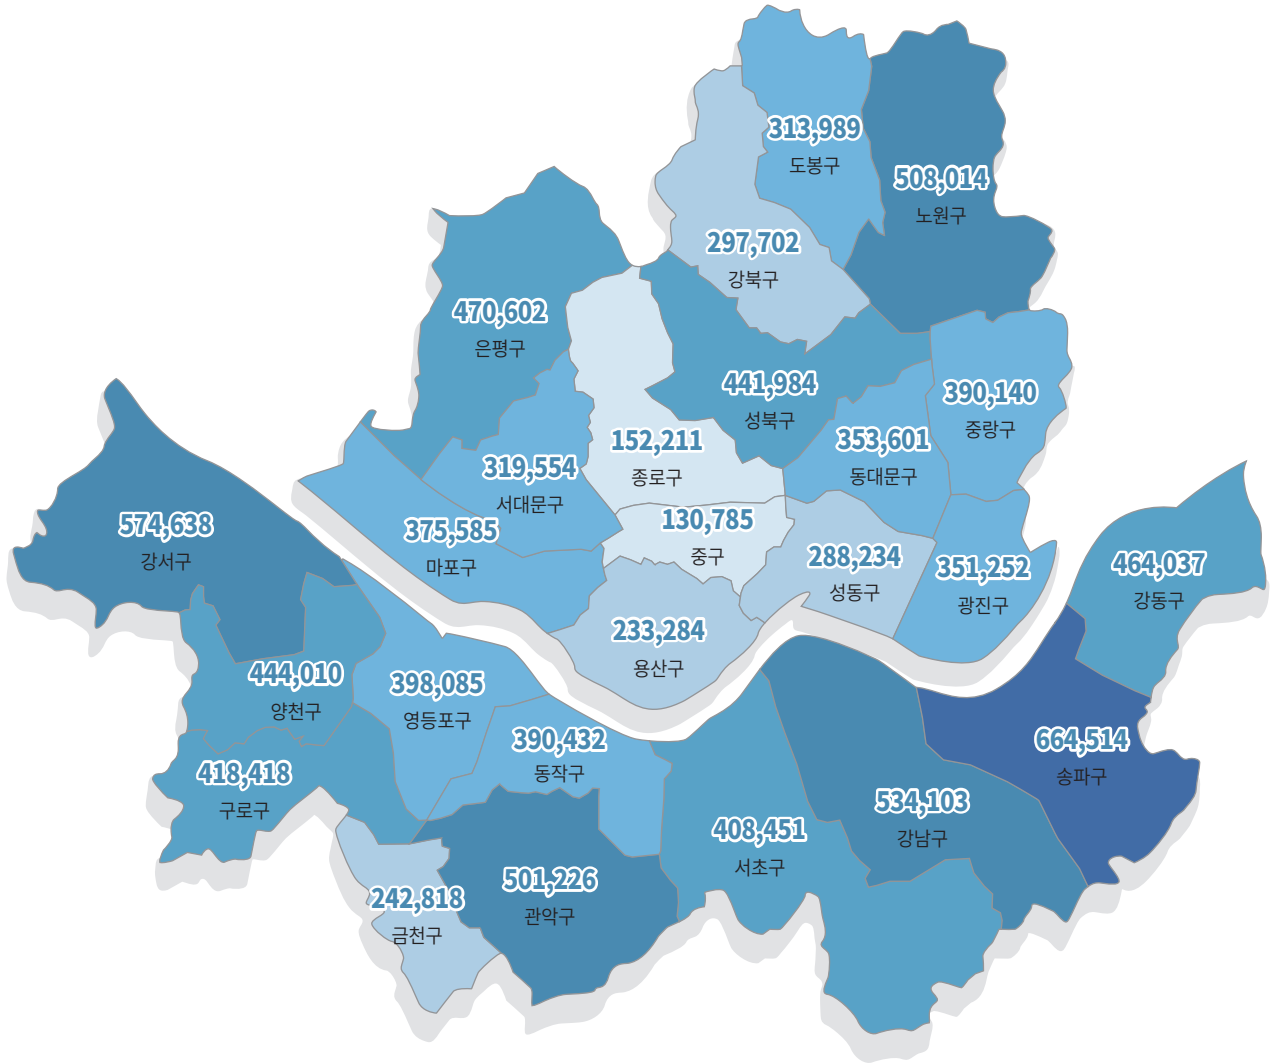 313,989
도봉구
508,014
노원구
297,702
강북구
470,602
은평구
441,984
성북구
390,140
중랑구
152,211
종로구
353,601
동대문구
319,554
서대문구
375,585
마포구
130,785
중구
574,638
강서구
288,234
성동구
351,252
광진구
464,037
강동구
233,284
용산구
444,010
양천구
398,085
영등포구
390,432
동작구
664,514
송파구
418,418
구로구
534,103
강남구
408,451
서초구
501,226
관악구
242,818
금천구